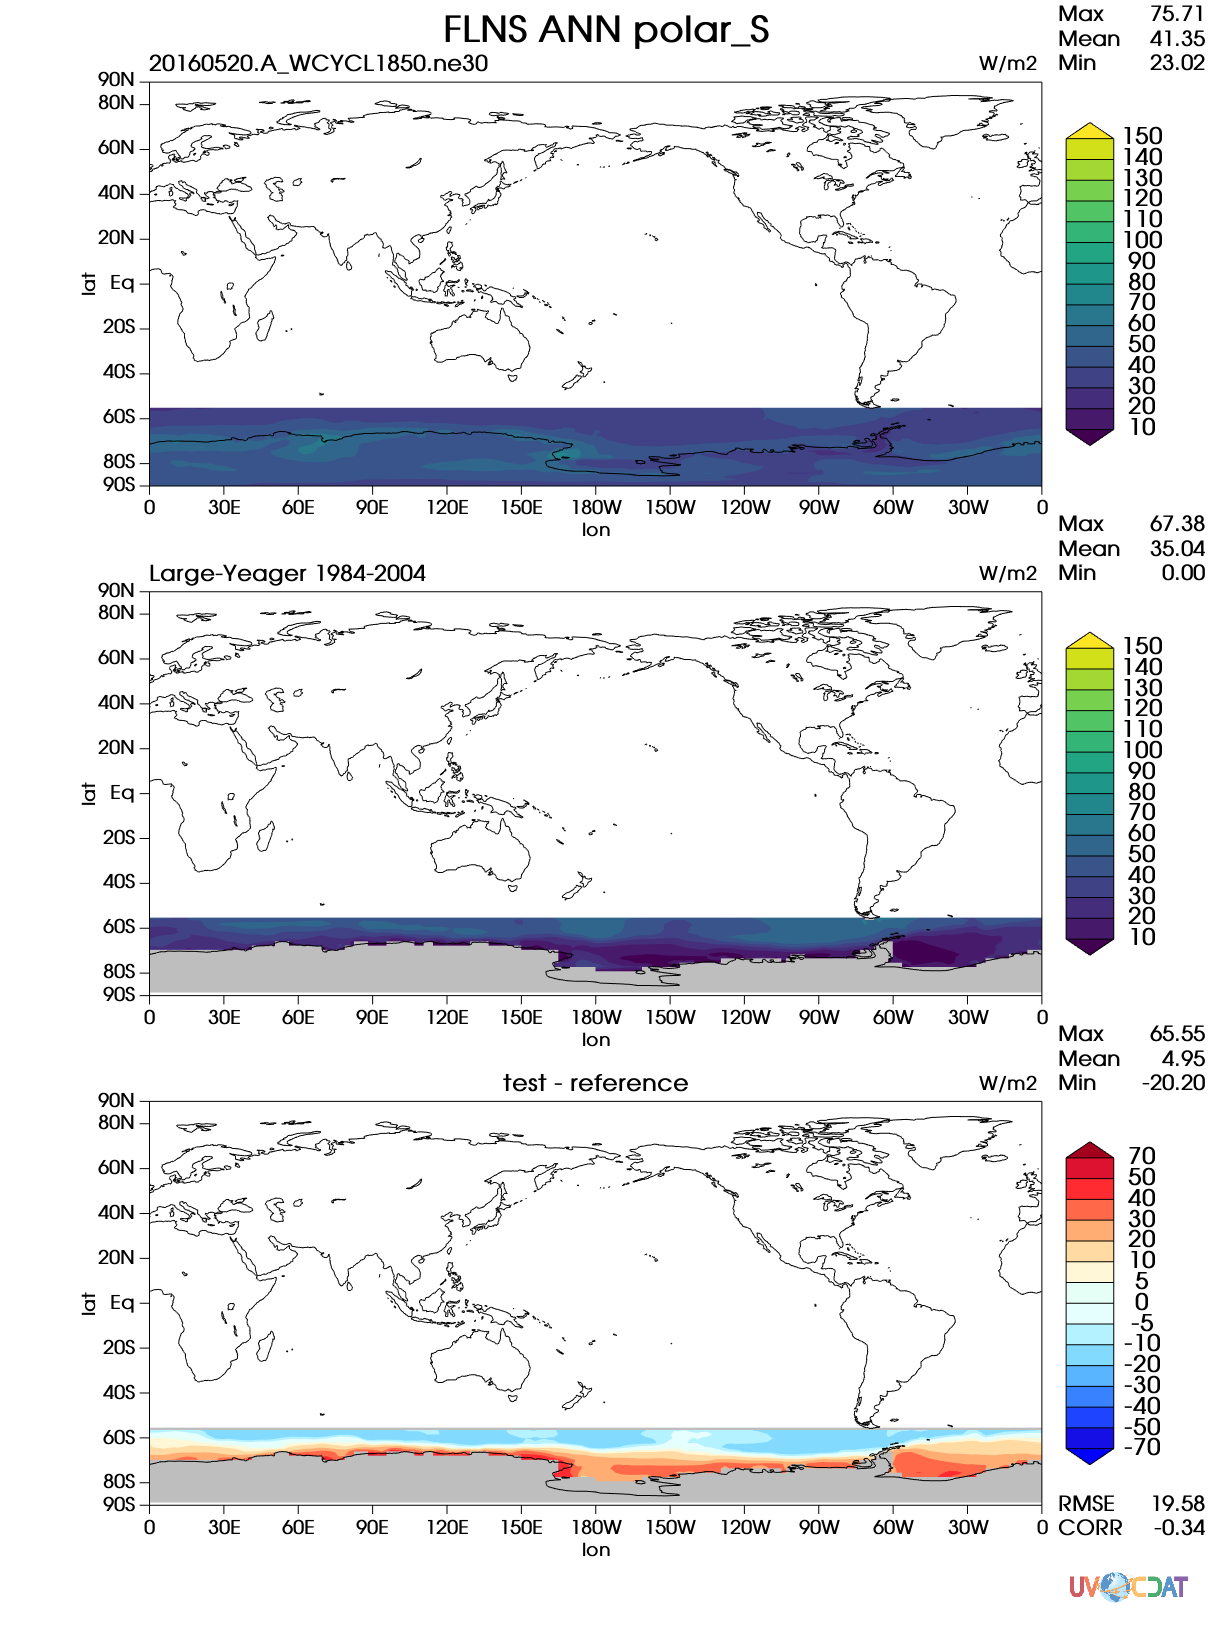 FLNS ANN polar_S
Max 75.71
Mean 41.35
Min 23.02
20160520.A_WCYCL1850.ne30 W/m2
90N
80N
60N
40N
20N
Eq
20S
40S
60S
80S
90S
lat
0 30E 60E 90E 120E 150E 180W 150W 120W 90W 60W 30W 0
lon
150
140
130
120
110
100
90
80
70
60
50
40
30
20
10
Max 67.38
Mean 35.04
Min 0.00
Large-Yeager 1984-2004 W/m2
90N
80N
60N
40N
20N
Eq
20S
40S
60S
80S
90S
lat
0 30E 60E 90E 120E 150E 180W 150W 120W 90W 60W 30W 0
lon
150
140
130
120
110
100
90
80
70
60
50
40
30
20
10
Max 65.55
Mean 4.95
Min -20.20
test - reference W/m2
90N
80N
60N
40N
20N
Eq
20S
40S
60S
80S
90S
lat
0 30E 60E 90E 120E 150E 180W 150W 120W 90W 60W 30W 0
lon
70
50
40
30
20
10
5
0
-5
-10
-20
-30
-40
-50
-70
RMSE 19.58
CORR -0.34
UV CDAT